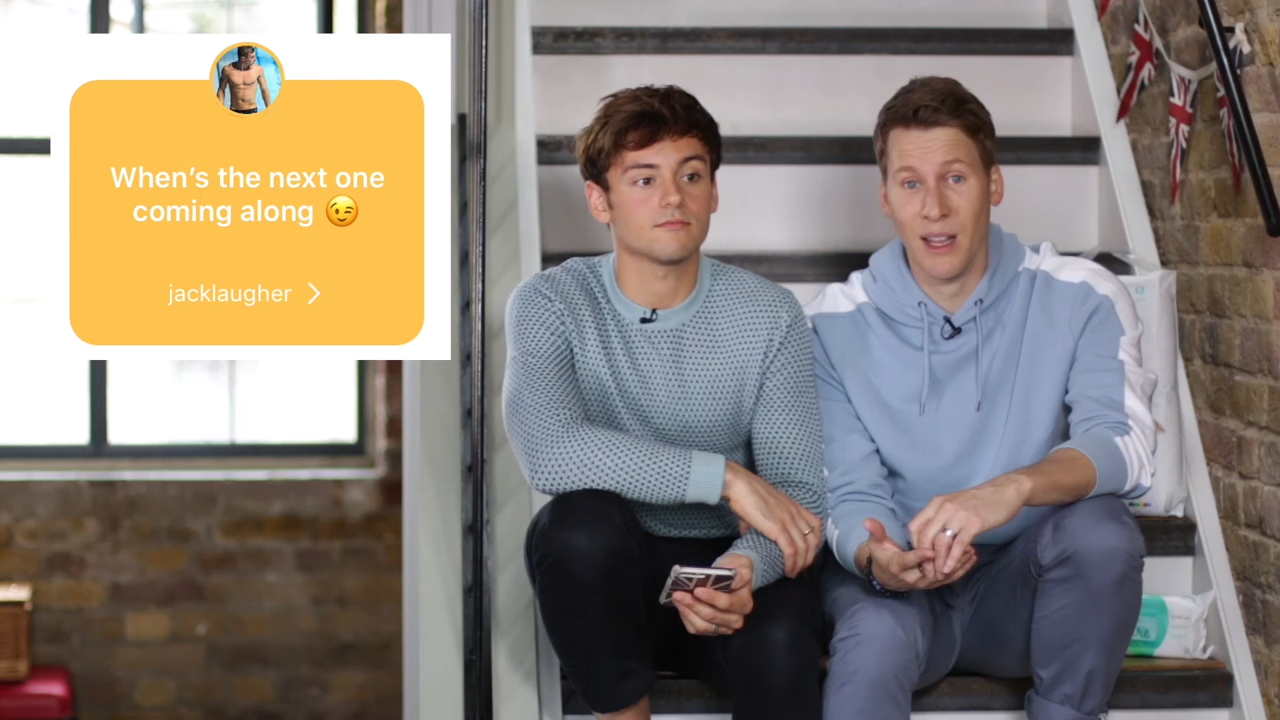 When's the next one
coming along 😉
jacklaugher